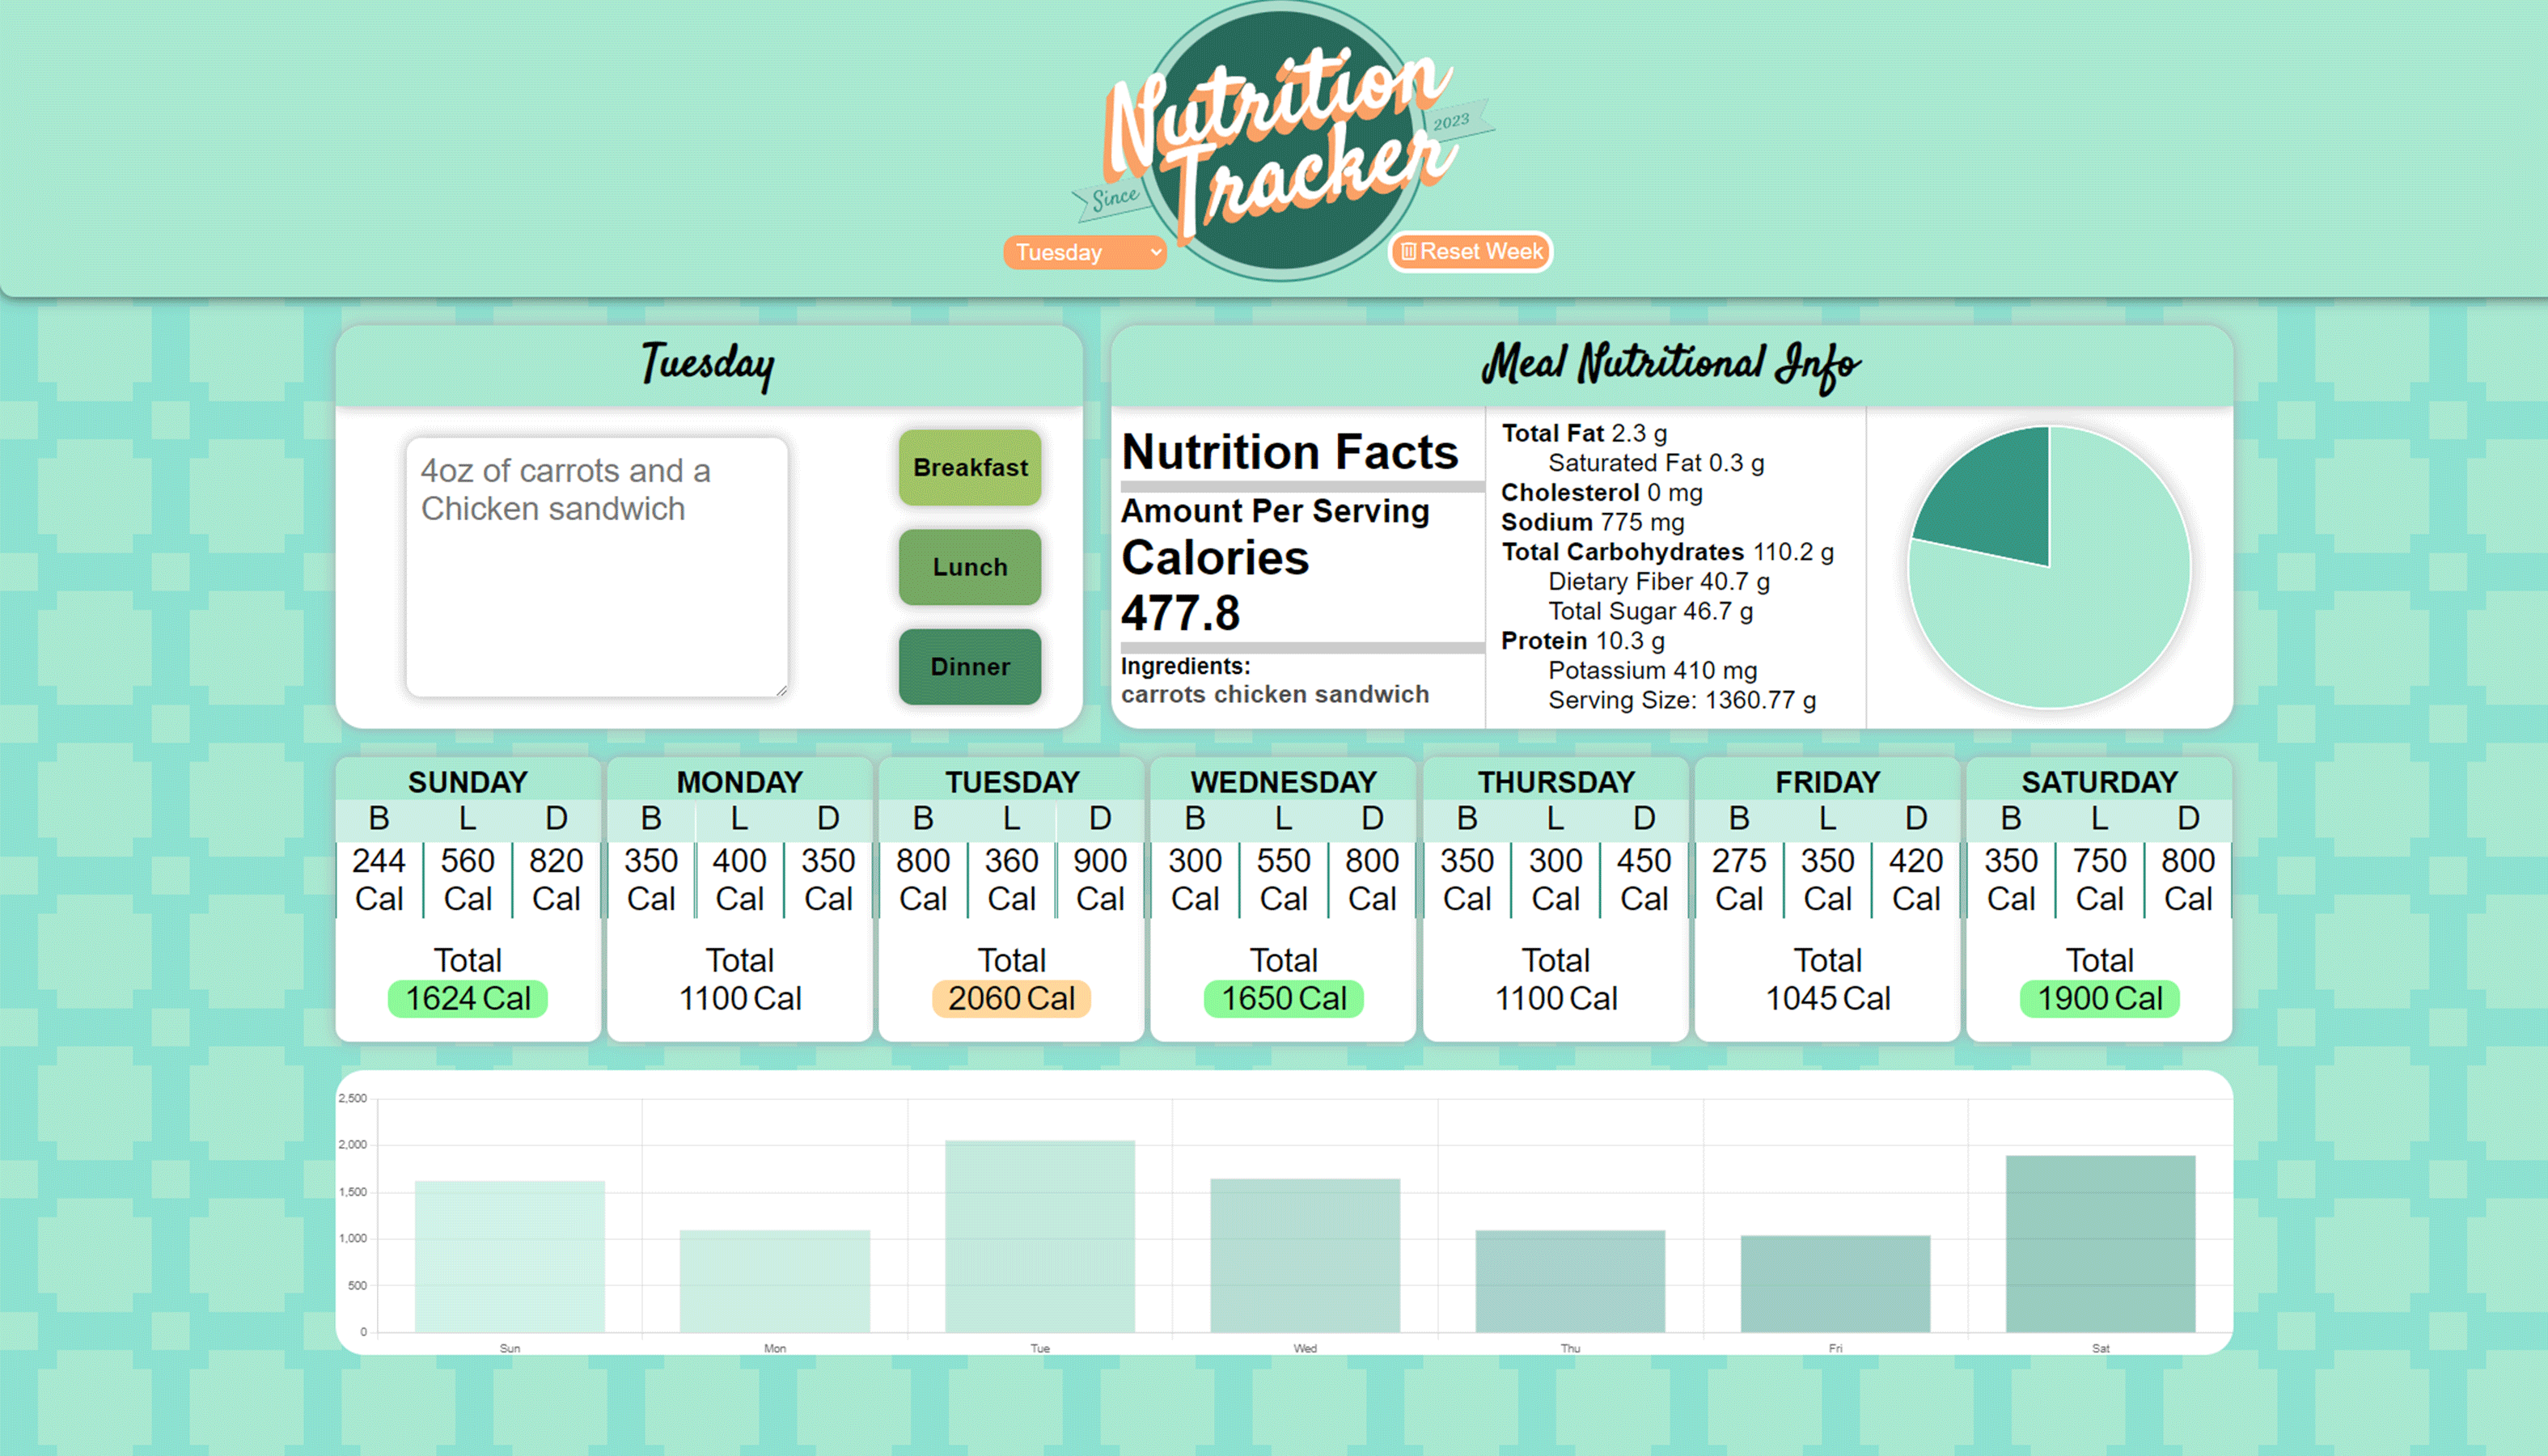 Nutrition
Tracker
Since
2023
Tuesday
Reset Week
Tuesday
4oz of carrots and a
Chicken sandwich
Breakfast
Lunch
Dinner
Meal Nutritional Info
Nutrition Facts
Amount Per Serving
Calories
477.8
Ingredients:
carrots chicken sandwich
Total Fat 2.3 g
Saturated Fat 0.3 g
Cholesterol 0 mg
Sodium 775 mg
Total Carbohydrates 110.2 g
Dietary Fiber 40.7 g
Total Sugar 46.7 g
Protein 10.3 g
Potassium 410 mg
Serving Size: 1360.77 g
SUNDAY
B L D
244 560 820
Cal Cal Cal
Total
1624 Cal
MONDAY
B L D
350 400 350
Cal Cal Cal
Total
1100 Cal
TUESDAY
B L D
800 360 900
Cal Cal Cal
Total
2060 Cal
WEDNESDAY
B L D
300 550 800
Cal Cal Cal
Total
1650 Cal
THURSDAY
B L D
350 300 450
Cal Cal Cal
Total
1100 Cal
FRIDAY
B L D
275 350 420
Cal Cal Cal
Total
1045 Cal
SATURDAY
B L D
350 750 800
Cal Cal Cal
Total
1900 Cal
2,500
2,000
1,500
1,000
500
0
Sun Mon Tue Wed Thu Fri Sat